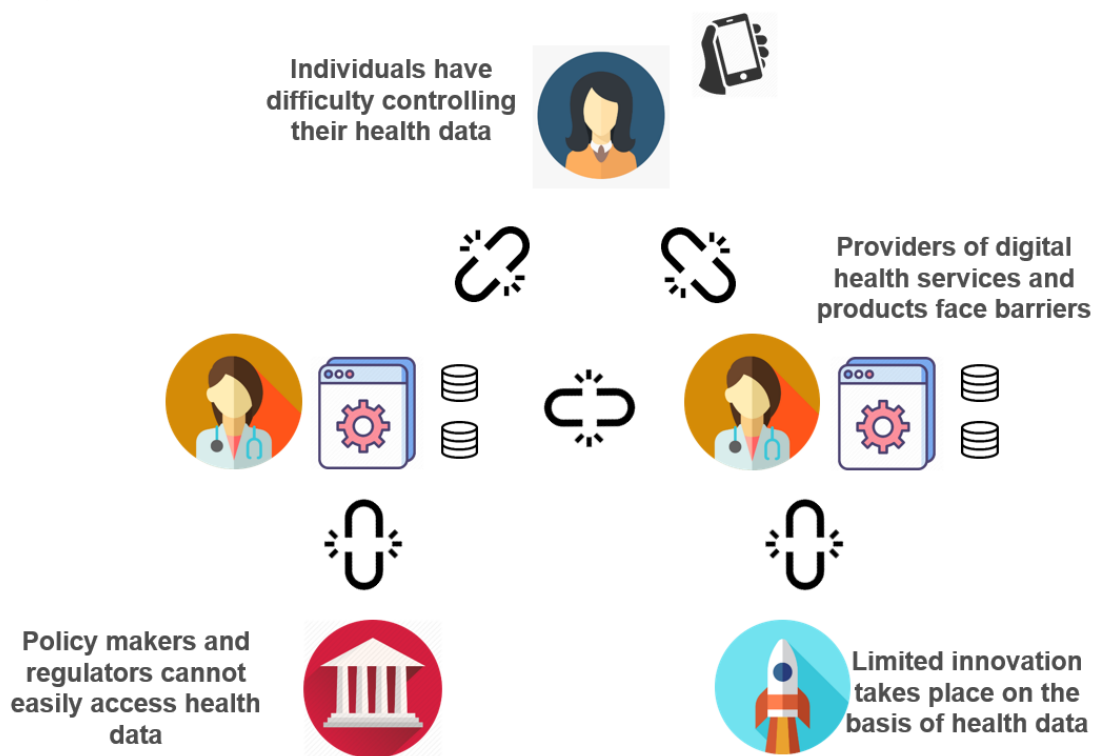 Individuals have
difficulty controlling
their health data
Providers of digital
health services and
products face barriers
Policy makers and
regulators cannot
easily access health
data
Limited innovation
takes place on the
basis of health data